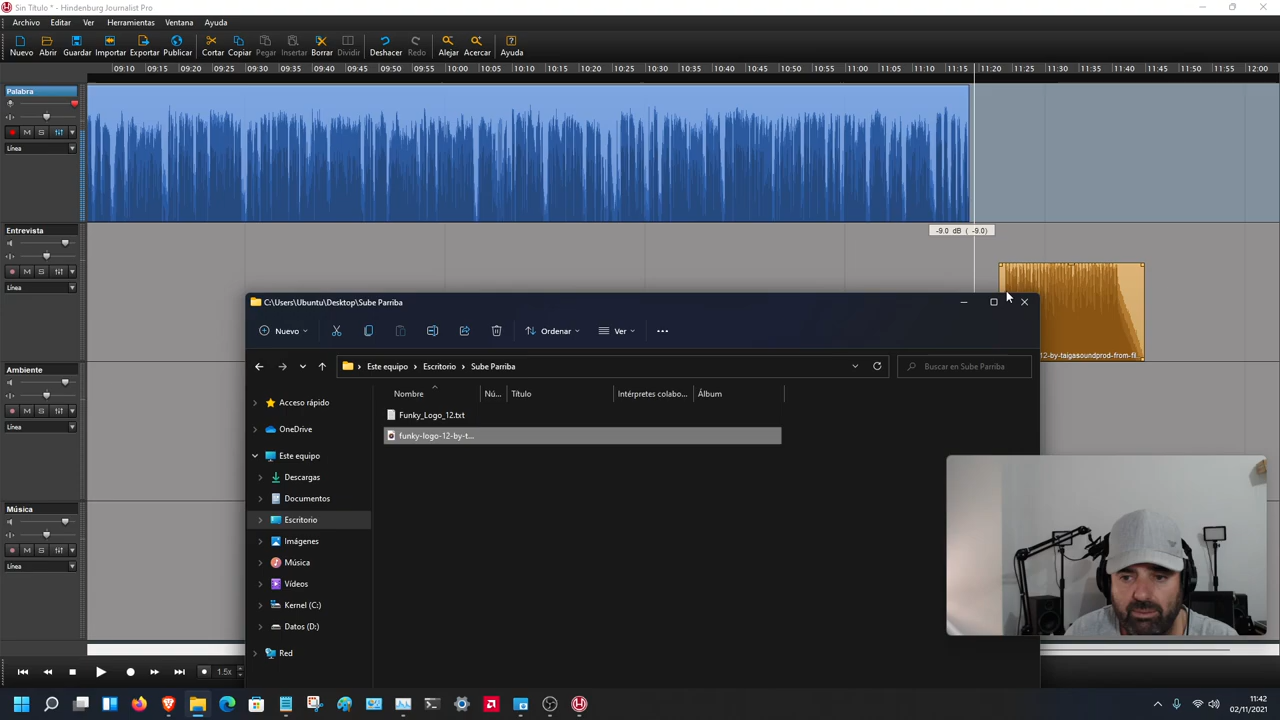 Sin Título * - Hindenburg Journalist Pro
Archivo Editar Ver Herramientas Ventana Ayuda
Nuevo Abrir Guardar Importar Exportar Publicar Cortar Copiar Pegar Insertar Borrar Dividir Deshacer Redo Alejar Acercar Ayuda
09:10 09:15 09:20 09:25 09:30 09:35 09:40 09:45 09:50 09:55 10:00 10:05 10:10 10:15 10:20 10:25 10:30 10:35 10:40 10:45 10:50 10:55 11:00 11:05 11:10 11:15 11:20 11:25 11:30 11:35 11:40 11:45 11:50 11:55 12:00
Palabra
M S
Línea
Entrevista
-9.0 dB ( -9.0)
M S
Línea
12-by-taigasoundprod-from-fil...
C:\Users\Ubuntu\Desktop\Sube Parriba
Nuevo Ordenar Ver
Este equipo Escritorio Sube Parriba Buscar en Sube Parriba
Ambiente
M S
Línea
Nombre Nú... Título Intérpretes colabo... Álbum
Acceso rápido
Funky_Logo_12.txt
OneDrive
funky-logo-12-by-t...
Este equipo
Descargas
Documentos
Escritorio
Imágenes
Música
Vídeos
Kernel (C:)
Datos (D:)
Red
Música
M S
Línea
1.5x
11:42
02/11/2021